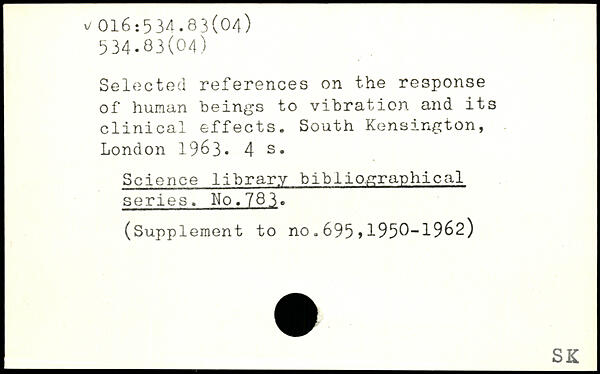 v 016:534.83(04)
534.83(04)
Selected references on the response
of human beings to vibration and its
clinical effects. South Kensington,
London 1963. 4 s.
Science library bibliographical
series. No.783.
(Supplement to no.695,1950-1962)
SK